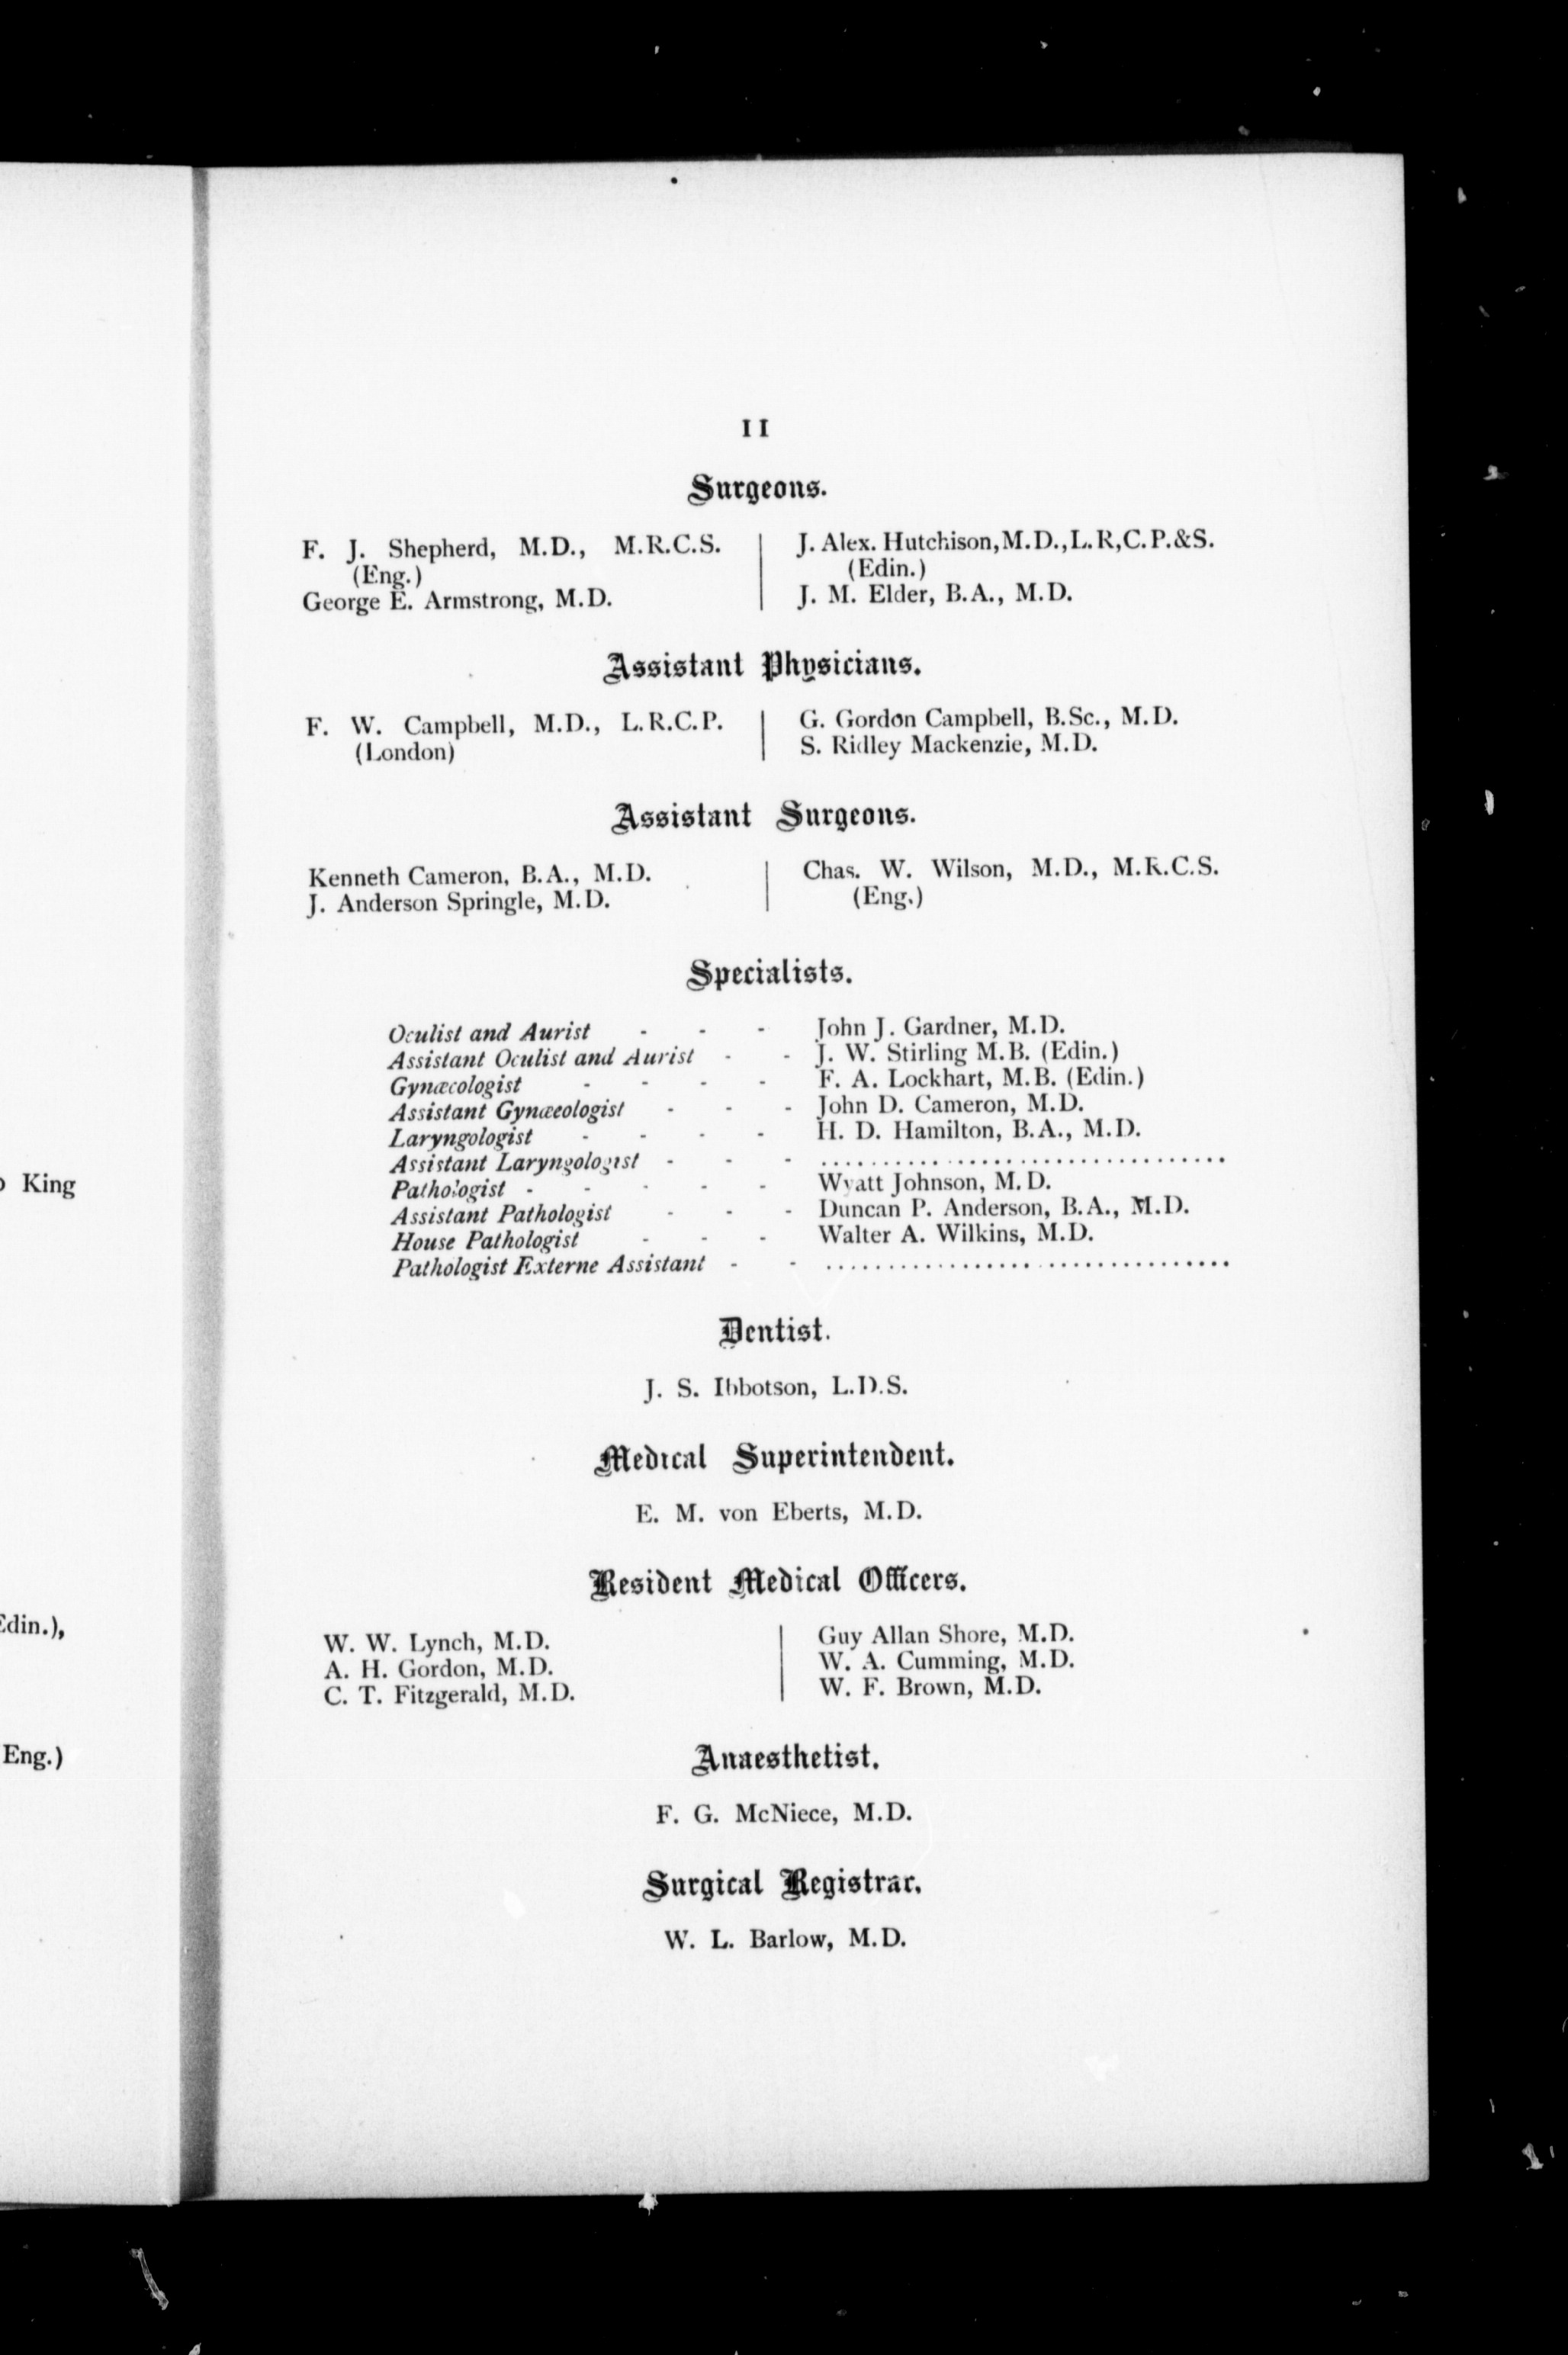 King
Edin.),
Eng.)
11
Surgeons.
F. J. Shepherd, M.D., M.R.C.S.
(Eng.)
George E. Armstrong, M.D.
J. Alex. Hutchison, M.D., L.R,C.P.&S.
(Edin.)
J. M. Elder, B.A., M.D.
Assistant Physicians.
F. W. Campbell, M.D., L.R.C.P.
(London)
G. Gordon Campbell, B.Sc., M.D.
S. Ridley Mackenzie, M.D.
Assistant Surgeons.
Kenneth Cameron, B.A., M.D.
J. Anderson Springle, M.D.
Chas. W. Wilson, M.D., M.R.C.S.
(Eng.)
Specialists.
Oculist and Aurist - - - John J. Gardner, M.D.
Assistant Oculist and Aurist - - J. W. Stirling M.B. (Edin.)
Gynæcologist - - - - F. A. Lockhart, M.B. (Edin.)
Assistant Gynæeologist - - - John D. Cameron, M.D.
Laryngologist - - - - H. D. Hamilton, B.A., M.D.
Assistant Laryngologist - - - ................................
Pathologist - - - - - Wyatt Johnson, M.D.
Assistant Pathologist - - - Duncan P. Anderson, B.A., M.D.
House Pathologist - - - Walter A. Wilkins, M.D.
Pathologist Externe Assistant - - ................................
Dentist.
J. S. Ibbotson, L.D.S.
Medical Superintendent.
E. M. von Eberts, M.D.
Resident Medical Officers.
W. W. Lynch, M.D.
A. H. Gordon, M.D.
C. T. Fitzgerald, M.D.
Guy Allan Shore, M.D.
W. A. Cumming, M.D.
W. F. Brown, M.D.
Anaesthetist.
F. G. McNiece, M.D.
Surgical Registrar.
W. L. Barlow, M.D.